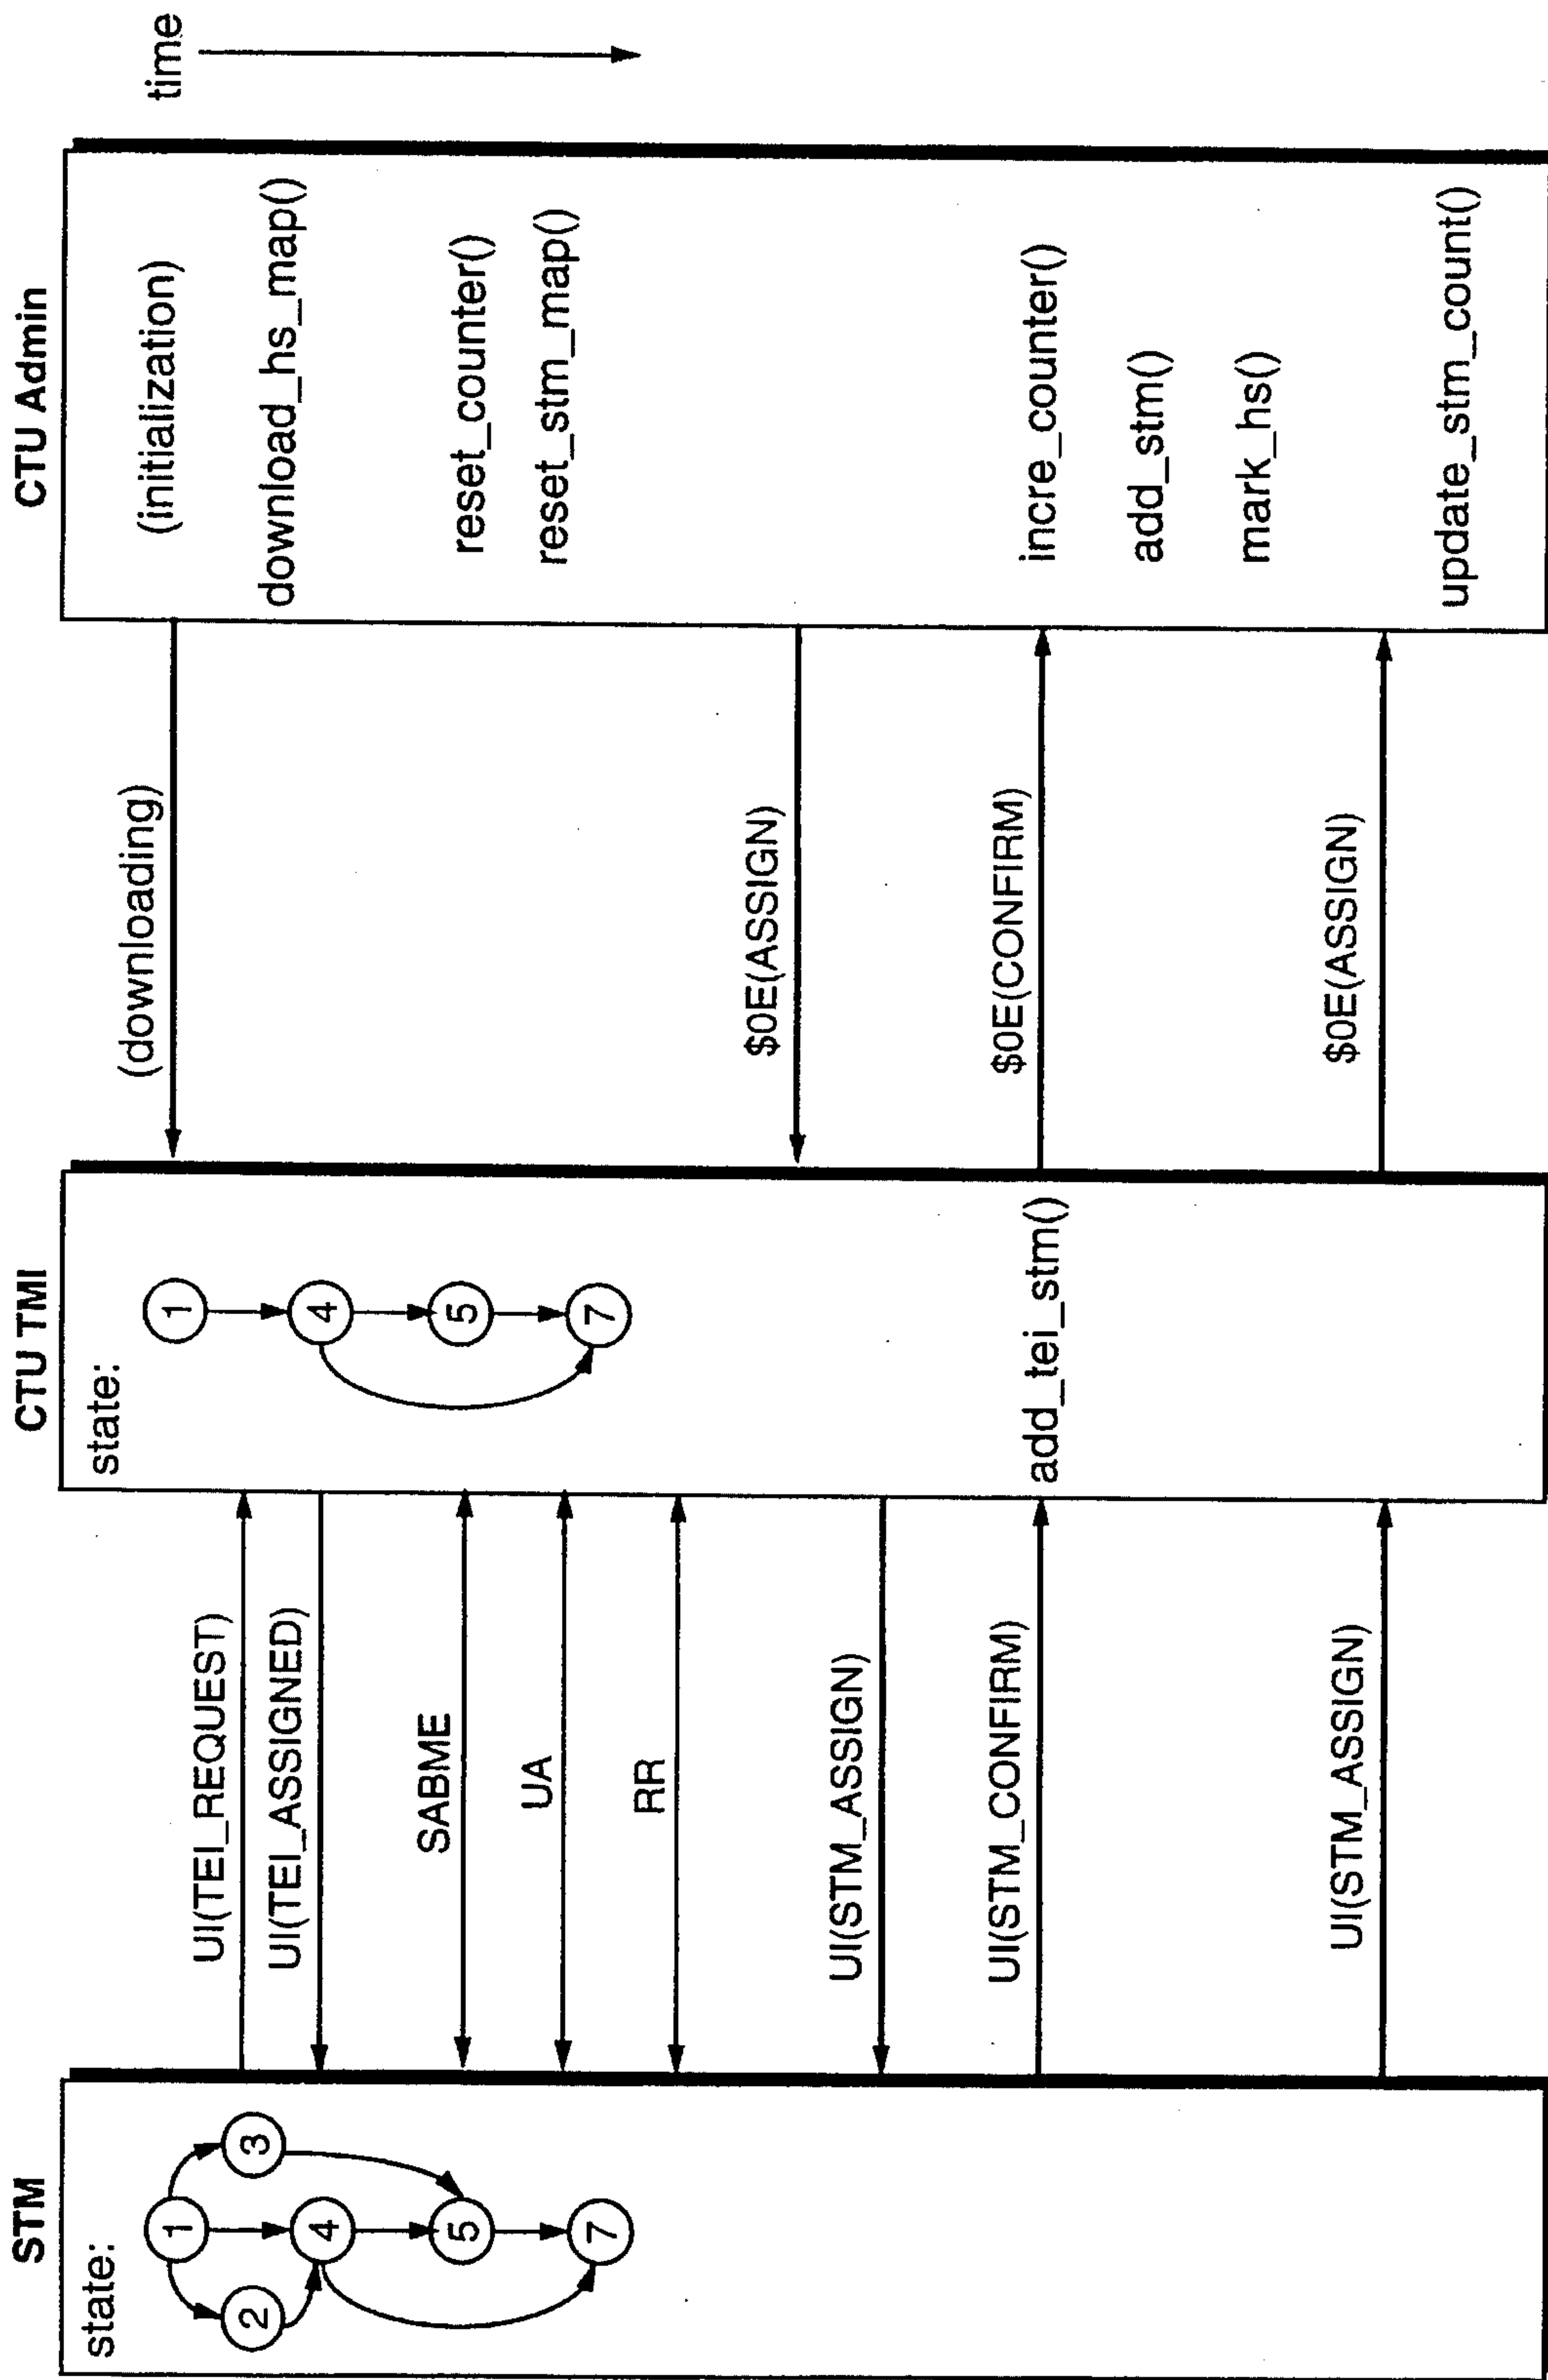 STM
state:
1
2
3
4
5
7
UI(TEI_REQUEST)
UI(TEI_ASSIGNED)
SABME
UA
RR
UI(STM_ASSIGN)
UI(STM_CONFIRM)
UI(STM_ASSIGN)
CTU TMI
state:
1
4
5
7
add_tei_stm()
(downloading)
$0E(ASSIGN)
$0E(CONFIRM)
$0E(ASSIGN)
CTU Admin
(initialization)
download_hs_map()
reset_counter()
reset_stm_map()
incre_counter()
add_stm()
mark_hs()
update_stm_count()
time